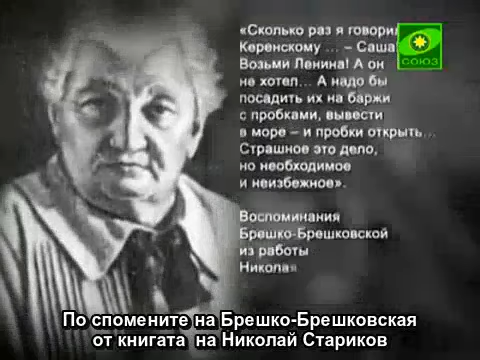 «Сколько раз я говорил
Керенскому … – Саша
Возьми Ленина! А он
не хотел… А надо бы
посадить их на баржи
с пробками, вывести
в море – и пробки открыть…
Страшное это дело,
но необходимое
и неизбежное».
СОЮЗ
Воспоминания
Брешко-Брешковской
из работы
Никола
По спомените на Брешко-Брешковская
от книгата на Николай Стариков